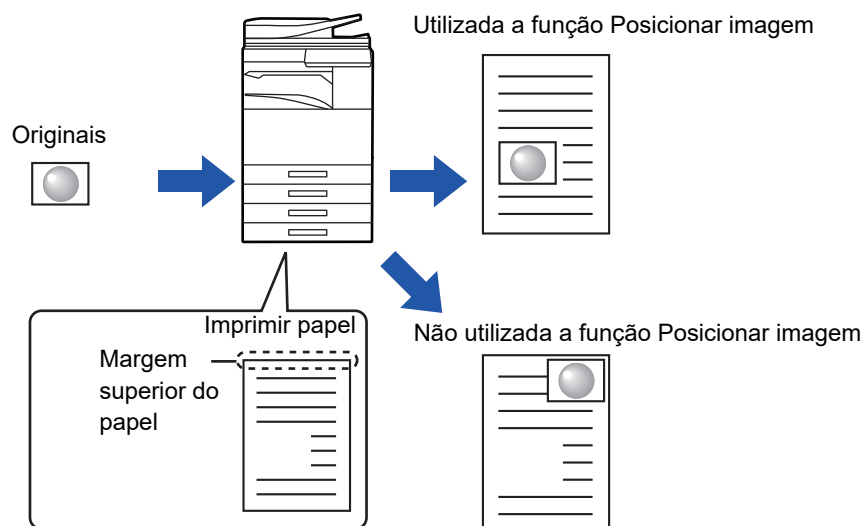 Utilizada a função Posicionar imagem
Originais
Imprimir papel
Margem
superior do
papel
Não utilizada a função Posicionar imagem